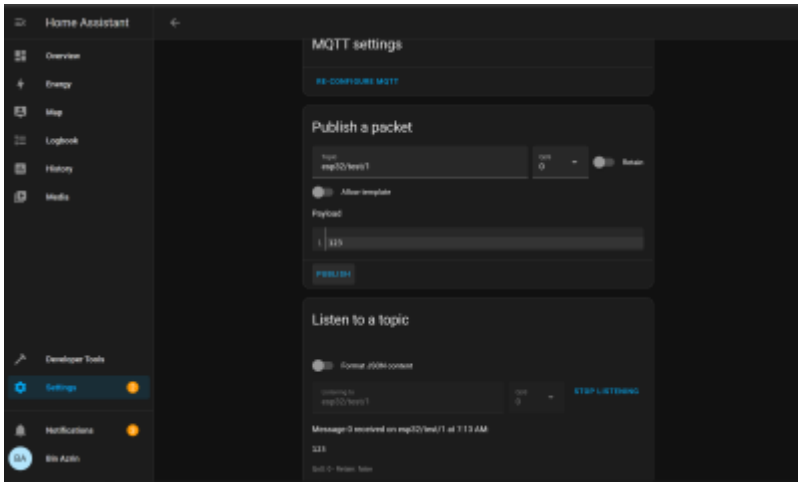 Home Assistant
Overview
Energy
Map
Logbook
History
Media
Developer Tools
Settings
Notifications
BA
Bin Azrin
MQTT settings
RE-CONFIGURE MQTT
Publish a packet
Topic
esp32/test/1
QoS
0
Retain
Allow template
Payload
1 123
PUBLISH
Listen to a topic
Format JSON content
Listening to
esp32/test/1
QoS
0
STOP LISTENING
Message 0 received on esp32/test/1 at 7:13 AM:
123
QoS: 0 - Retain: false